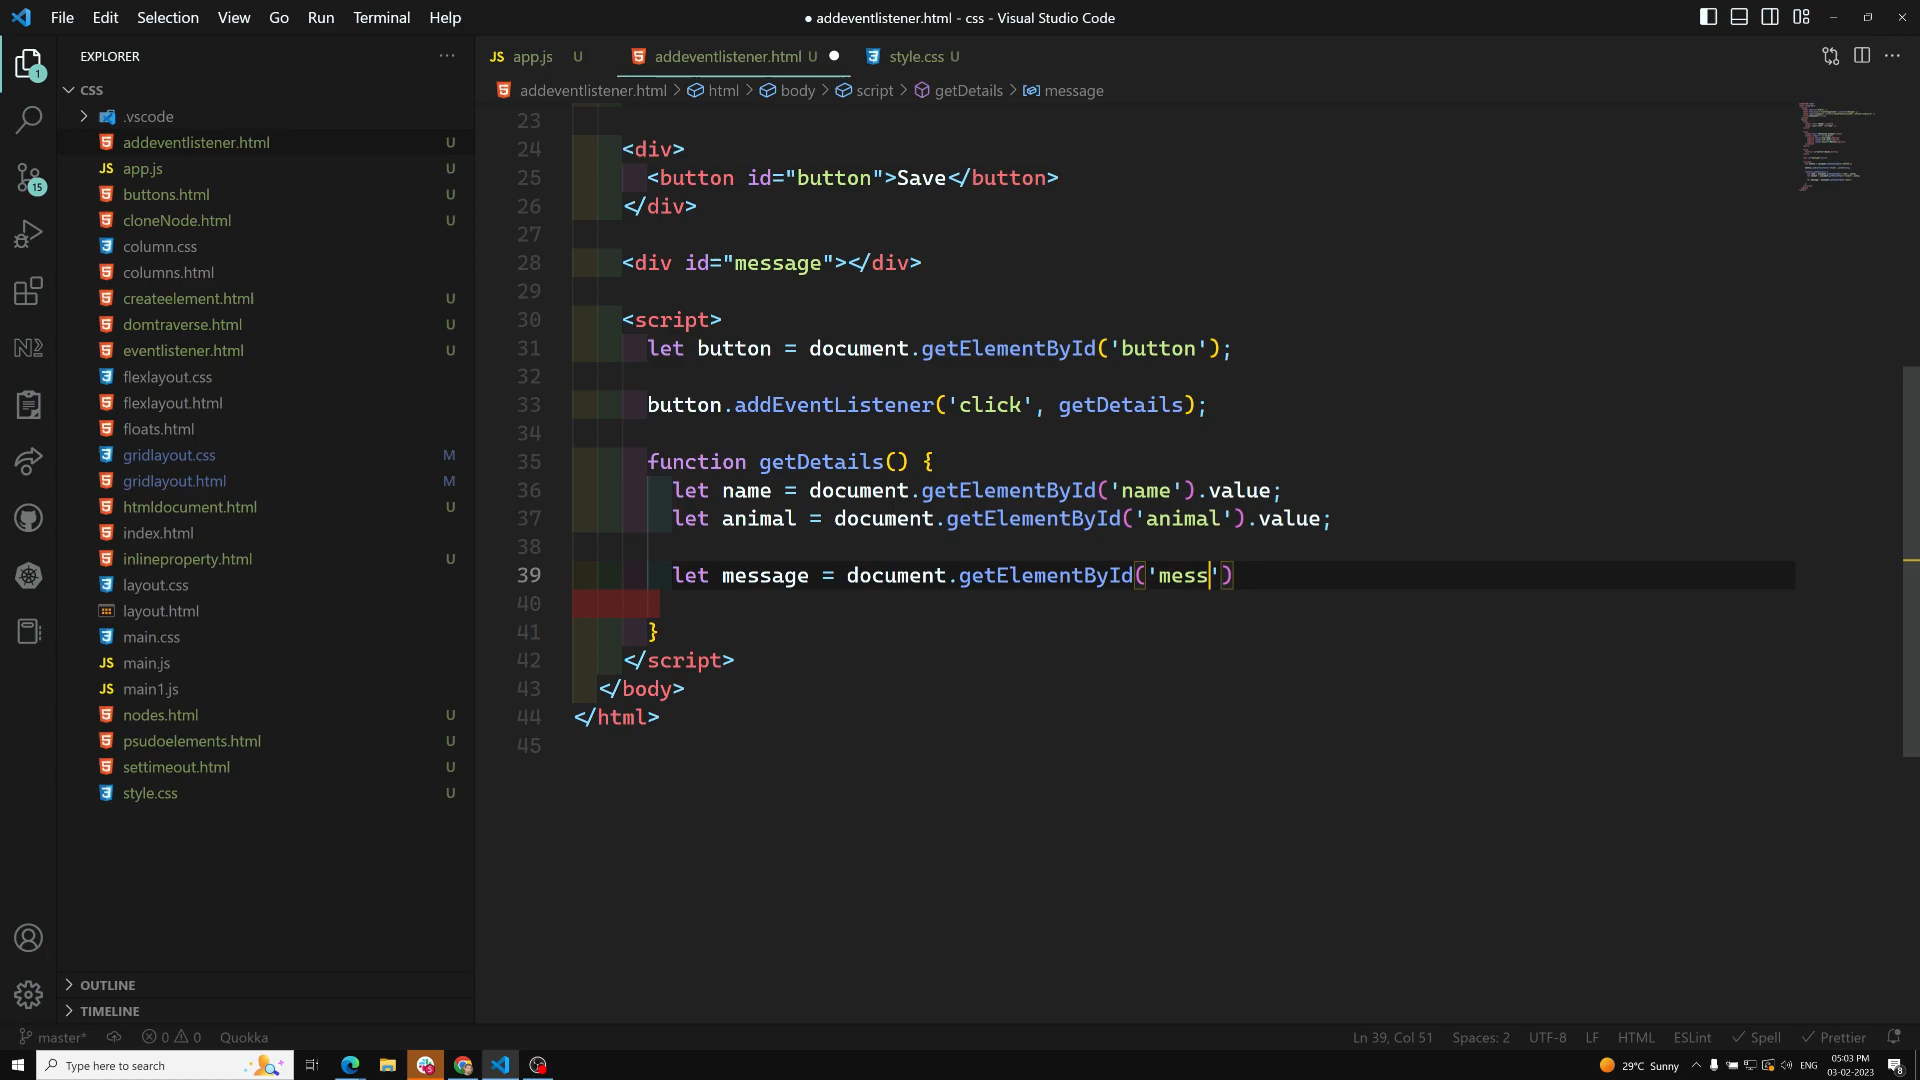 File Edit Selection View Go Run Terminal Help
● addeventlistener.html - css - Visual Studio Code
EXPLORER
CSS
.vscode
addeventlistener.html U
JS app.js U
buttons.html U
cloneNode.html U
column.css
columns.html
createelement.html U
domtraverse.html U
eventlistener.html U
flexlayout.css
flexlayout.html
floats.html
gridlayout.css M
gridlayout.html M
htmldocument.html U
index.html
inlineproperty.html U
layout.css
layout.html
main.css
JS main.js
JS main1.js
nodes.html U
psudoelements.html U
settimeout.html U
style.css U
OUTLINE
TIMELINE
1
15
JS app.js U
addeventlistener.html U
style.css U
addeventlistener.html > html > body > script > getDetails > message
23
24 <div>
25 <button id="button">Save</button>
26 </div>
27
28 <div id="message"></div>
29
30 <script>
31 let button = document.getElementById('button');
32
33 button.addEventListener('click', getDetails);
34
35 function getDetails() {
36 let name = document.getElementById('name').value;
37 let animal = document.getElementById('animal').value;
38
39 let message = document.getElementById('mess')
40
41 }
42 </script>
43 </body>
44 </html>
45
master* 0 0 Quokka
Ln 39, Col 51 Spaces: 2 UTF-8 LF HTML ESLint Spell Prettier
Type here to search
29°C Sunny ENG
05:03 PM
03-02-2023
8